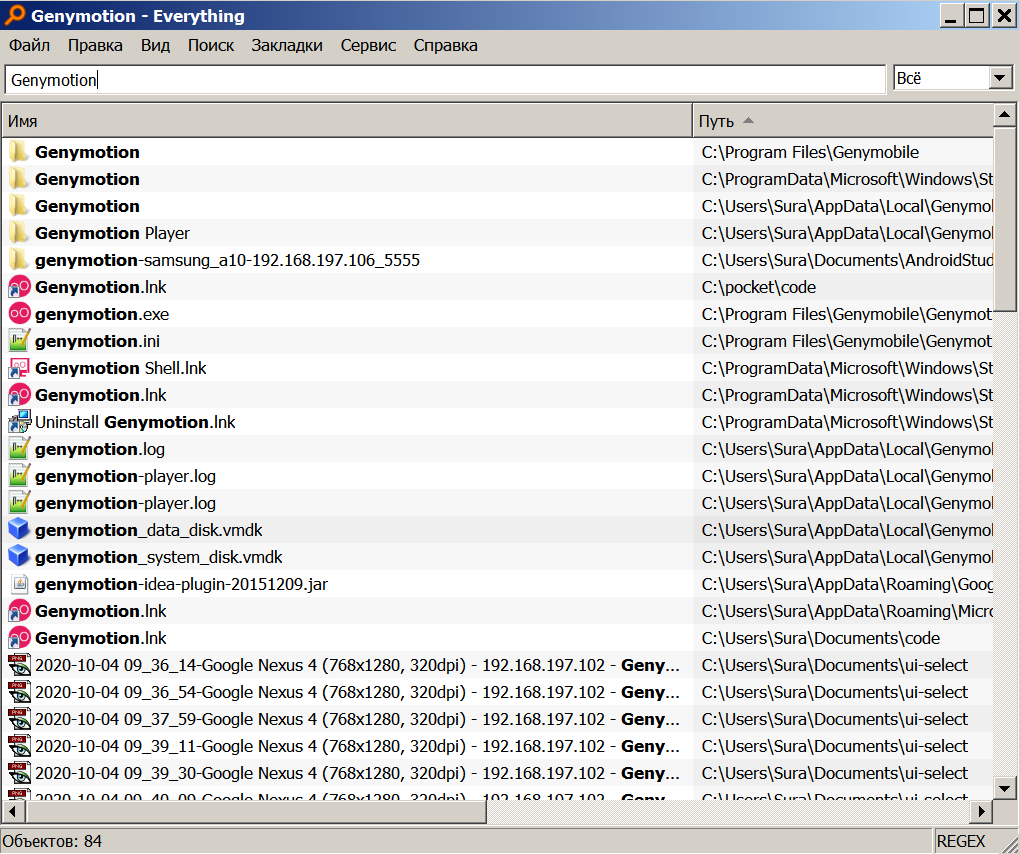 Genymotion - Everything
Файл Правка Вид Поиск Закладки Сервис Справка
Genymotion Всё
Имя Путь
Genymotion C:\Program Files\Genymobile
Genymotion C:\ProgramData\Microsoft\Windows\St
Genymotion C:\Users\Sura\AppData\Local\Genymol
Genymotion Player C:\Users\Sura\AppData\Local\Genymol
genymotion-samsung_a10-192.168.197.106_5555 C:\Users\Sura\Documents\AndroidStud
Genymotion.lnk C:\pocket\code
genymotion.exe C:\Program Files\Genymobile\Genymot
genymotion.ini C:\Program Files\Genymobile\Genymot
Genymotion Shell.lnk C:\ProgramData\Microsoft\Windows\St
Genymotion.lnk C:\ProgramData\Microsoft\Windows\St
Uninstall Genymotion.lnk C:\ProgramData\Microsoft\Windows\St
genymotion.log C:\Users\Sura\AppData\Local\Genymol
genymotion-player.log C:\Users\Sura\AppData\Local\Genymol
genymotion-player.log C:\Users\Sura\AppData\Local\Genymol
genymotion_data_disk.vmdk C:\Users\Sura\AppData\Local\Genymol
genymotion_system_disk.vmdk C:\Users\Sura\AppData\Local\Genymol
genymotion-idea-plugin-20151209.jar C:\Users\Sura\AppData\Roaming\Goog
Genymotion.lnk C:\Users\Sura\AppData\Roaming\Micro
Genymotion.lnk C:\Users\Sura\Documents\code
2020-10-04 09_36_14-Google Nexus 4 (768x1280, 320dpi) - 192.168.197.102 - Geny... C:\Users\Sura\Documents\ui-select
2020-10-04 09_36_54-Google Nexus 4 (768x1280, 320dpi) - 192.168.197.102 - Geny... C:\Users\Sura\Documents\ui-select
2020-10-04 09_37_59-Google Nexus 4 (768x1280, 320dpi) - 192.168.197.102 - Geny... C:\Users\Sura\Documents\ui-select
2020-10-04 09_39_11-Google Nexus 4 (768x1280, 320dpi) - 192.168.197.102 - Geny... C:\Users\Sura\Documents\ui-select
2020-10-04 09_39_30-Google Nexus 4 (768x1280, 320dpi) - 192.168.197.102 - Geny... C:\Users\Sura\Documents\ui-select
Объектов: 84 REGEX